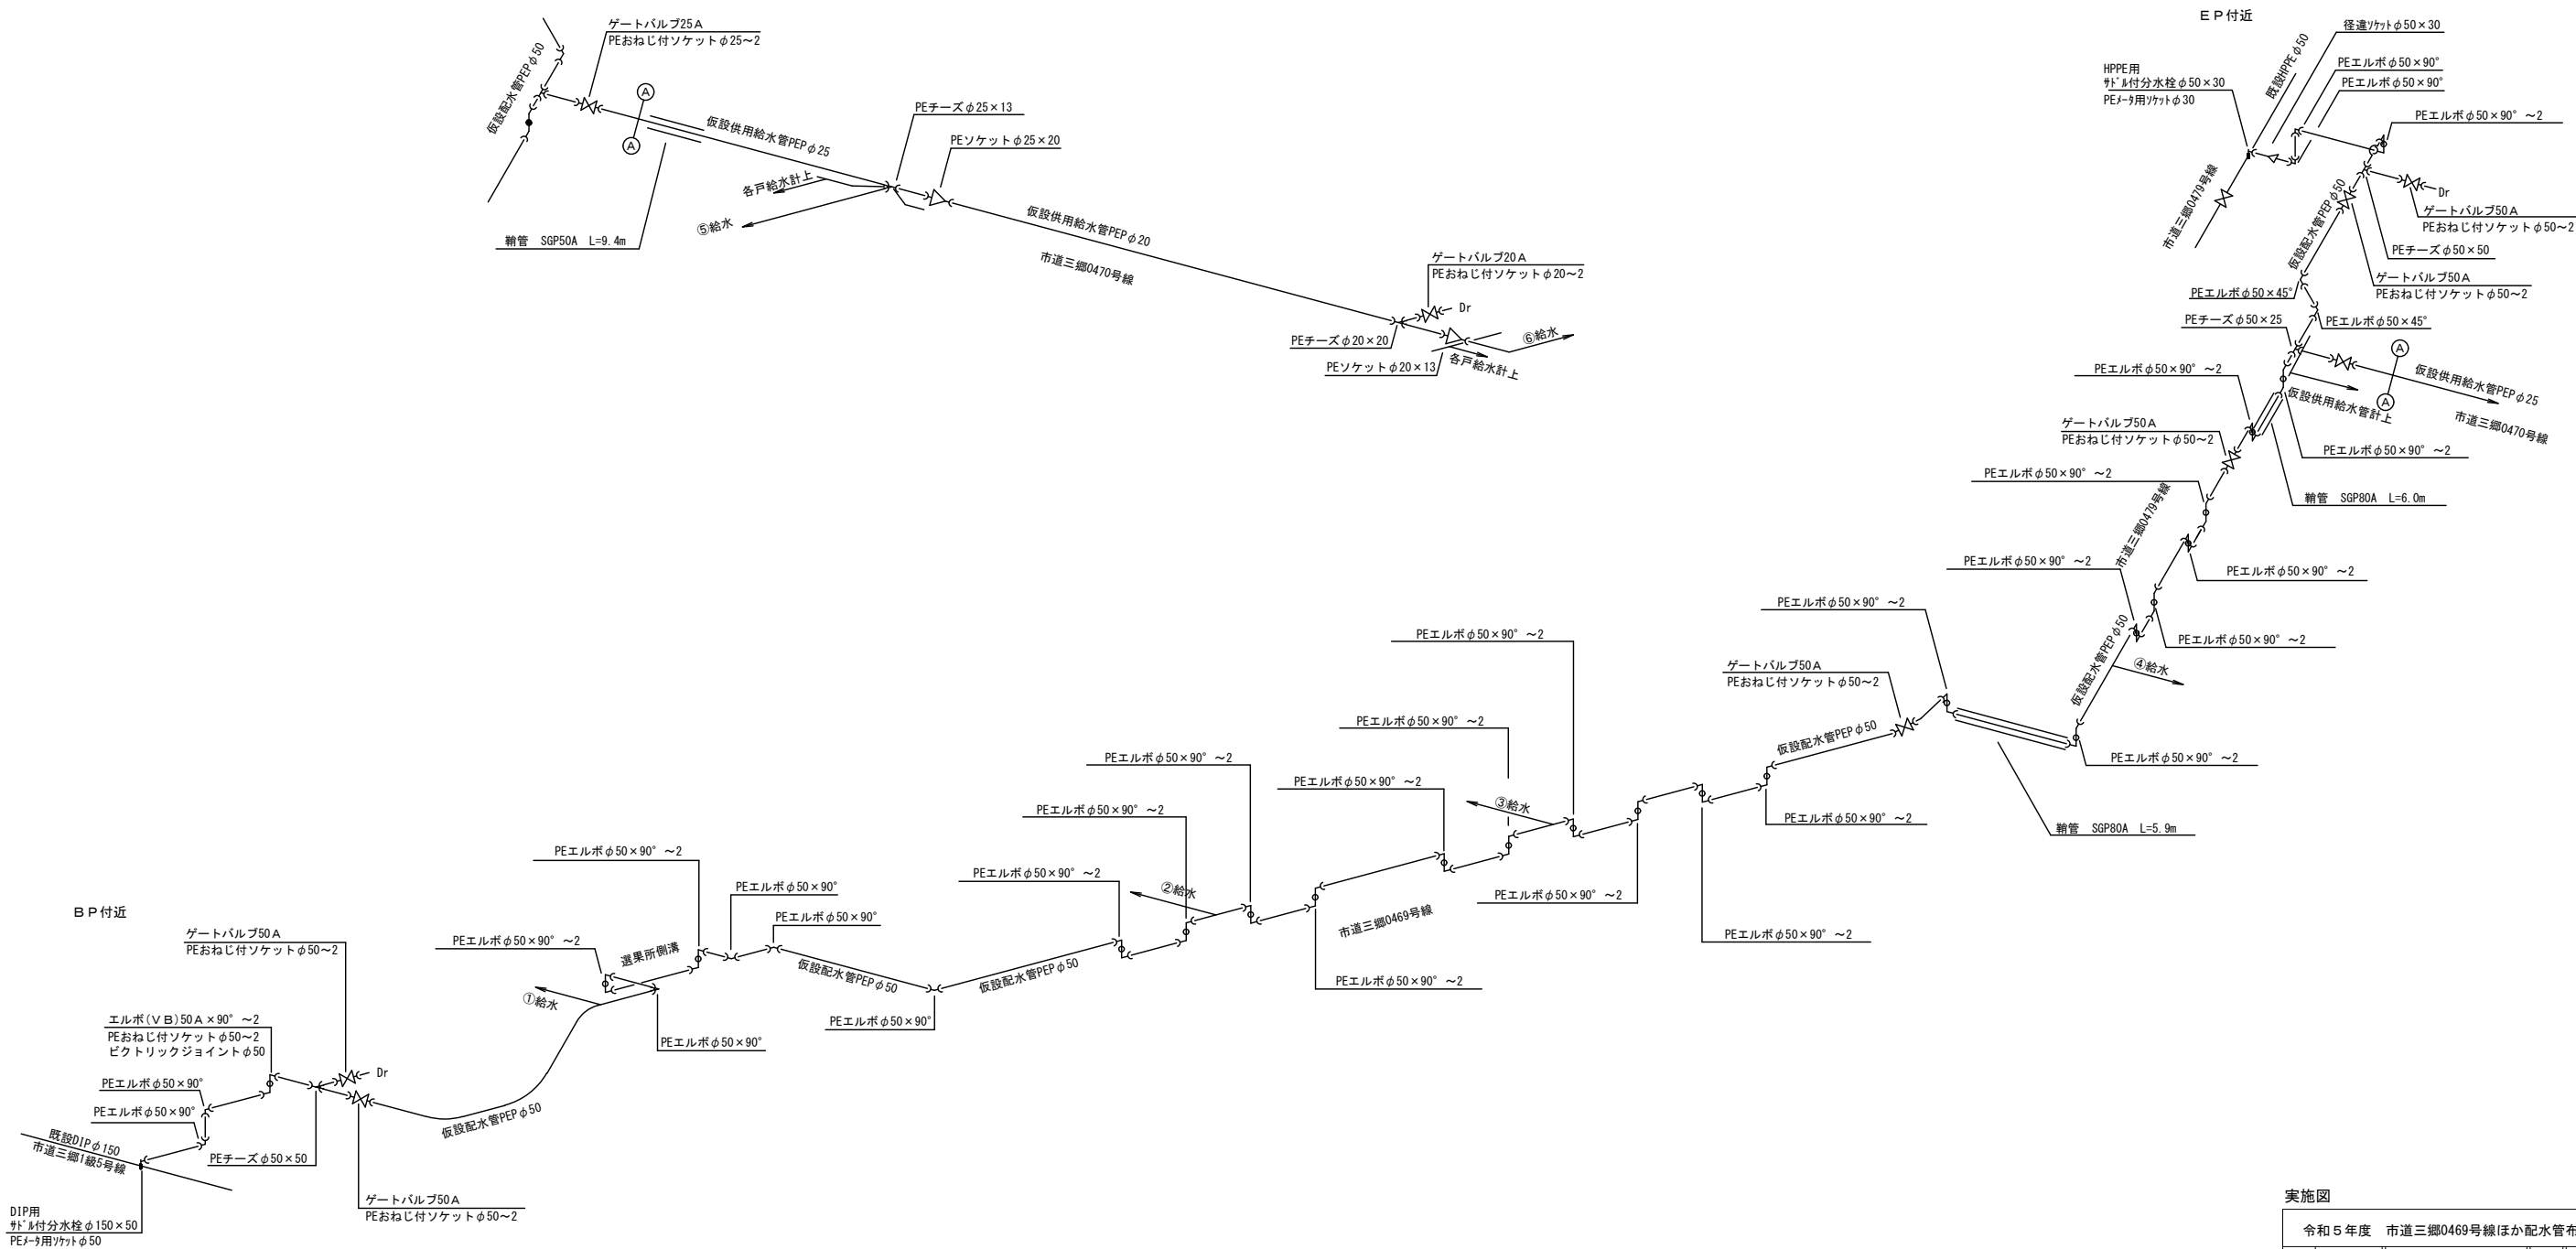 ゲートバルブ25A
PEおねじ付ソケットφ25～2
仮設配水管PEPφ50
A
A
仮設供用給水管PEPφ25
PEチーズφ25×13
PEソケットφ25×20
各戸給水計上
⑤給水
鞘管 SGP50A L=9.4m
仮設供用給水管PEPφ20
市道三郷0470号線
ゲートバルブ20A
PEおねじ付ソケットφ20～2
Dr
PEチーズφ20×20
⑥給水
各戸給水計上
PEソケットφ20×13
EP付近
径違ソケットφ50×30
既設HPPEφ50
PEエルボφ50×90°
PEエルボφ50×90°
HPPE用
サドル付分水栓φ50×30
PEメータ用ソケットφ30
PEエルボφ50×90° ～2
市道三郷0479号線
Dr
ゲートバルブ50A
PEおねじ付ソケットφ50～2
仮設配水管PEPφ50
PEチーズφ50×50
ゲートバルブ50A
PEおねじ付ソケットφ50～2
PEエルボφ50×45°
PEエルボφ50×45°
PEチーズφ50×25
A
A
仮設供用給水管PEPφ25
市道三郷0470号線
仮設供用給水管計上
PEエルボφ50×90° ～2
ゲートバルブ50A
PEおねじ付ソケットφ50～2
PEエルボφ50×90° ～2
PEエルボφ50×90° ～2
鞘管 SGP80A L=6.0m
市道三郷0479号線
PEエルボφ50×90° ～2
PEエルボφ50×90° ～2
PEエルボφ50×90° ～2
仮設配水管PEPφ50
④給水
PEエルボφ50×90° ～2
ゲートバルブ50A
PEおねじ付ソケットφ50～2
仮設配水管PEPφ50
PEエルボφ50×90° ～2
鞘管 SGP80A L=5.9m
PEエルボφ50×90° ～2
PEエルボφ50×90° ～2
PEエルボφ50×90° ～2
③給水
PEエルボφ50×90° ～2
PEエルボφ50×90° ～2
PEエルボφ50×90° ～2
PEエルボφ50×90° ～2
PEエルボφ50×90° ～2
PEエルボφ50×90° ～2
PEエルボφ50×90° ～2
②給水
市道三郷0469号線
PEエルボφ50×90° ～2
PEエルボφ50×90° ～2
PEエルボφ50×90°
PEエルボφ50×90°
仮設配水管PEPφ50
仮設配水管PEPφ50
PEエルボφ50×90°
PEエルボφ50×90° ～2
選果所側溝
①給水
PEエルボφ50×90°
BP付近
ゲートバルブ50A
PEおねじ付ソケットφ50～2
エルボ(VB)50A×90° ～2
PEおねじ付ソケットφ50～2
ビクトリックジョイントφ50
PEエルボφ50×90°
PEエルボφ50×90°
Dr
仮設配水管PEPφ50
既設DIPφ150
市道三郷1級5号線
PEチーズφ50×50
ゲートバルブ50A
PEおねじ付ソケットφ50～2
DIP用
サドル付分水栓φ150×50
PEメータ用ソケットφ50
実施図
令和5年度 市道三郷0469号線ほか配水管布